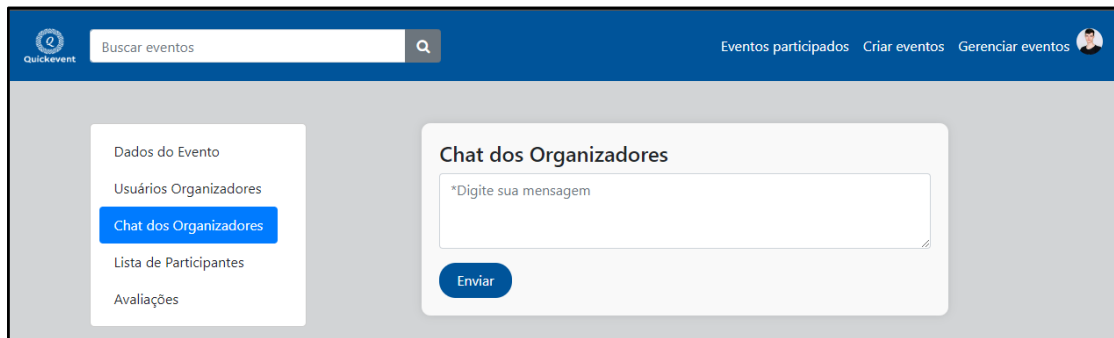 Q
Quickevent
Buscar eventos
Eventos participados Criar eventos Gerenciar eventos
Dados do Evento
Usuários Organizadores
Chat dos Organizadores
Lista de Participantes
Avaliações
Chat dos Organizadores
*Digite sua mensagem
Enviar